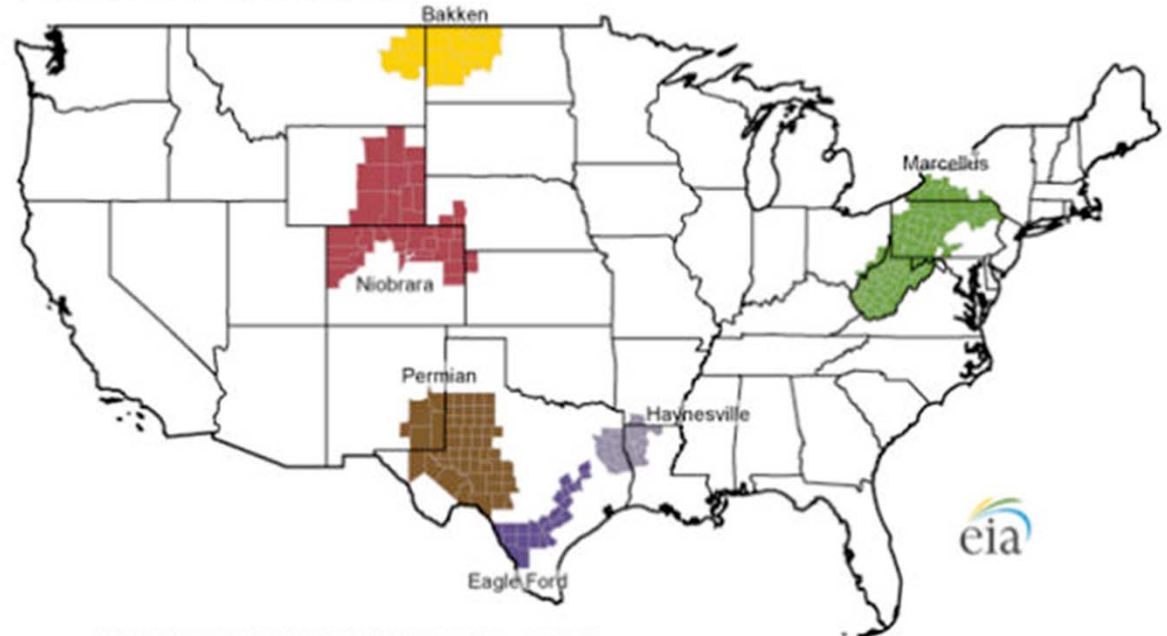 Bakken
Marcellus
Niobrara
Permian
Haynesville
eia
Eagle Ford